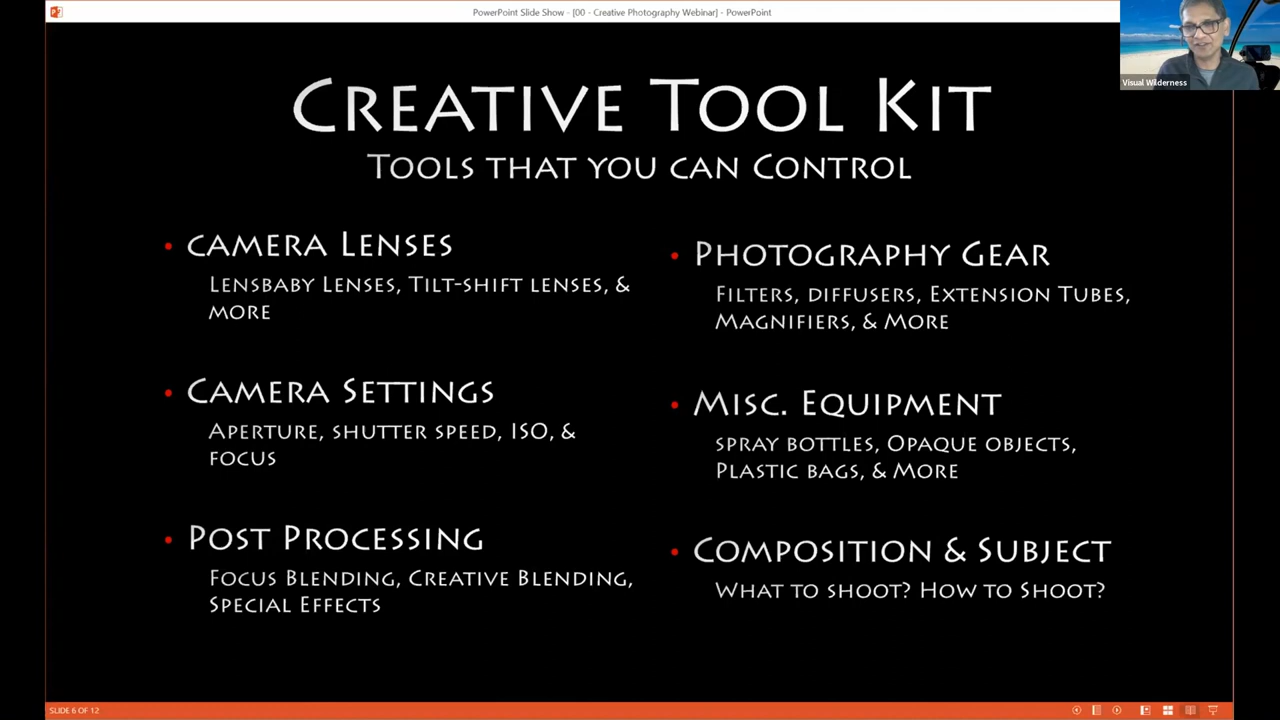 PowerPoint Slide Show - [00 - Creative Photography Webinar] - PowerPoint
Visual Wilderness
Creative Tool Kit
Tools that you can Control
camera Lenses
Lensbaby Lenses, Tilt-shift lenses, &
more
Camera Settings
Aperture, shutter speed, ISO, &
focus
Post Processing
Focus Blending, Creative Blending,
Special Effects
Photography Gear
Filters, diffusers, Extension Tubes,
Magnifiers, & More
Misc. Equipment
spray bottles, Opaque objects,
Plastic bags, & More
Composition & Subject
What to shoot? How to Shoot?
SLIDE 6 OF 12